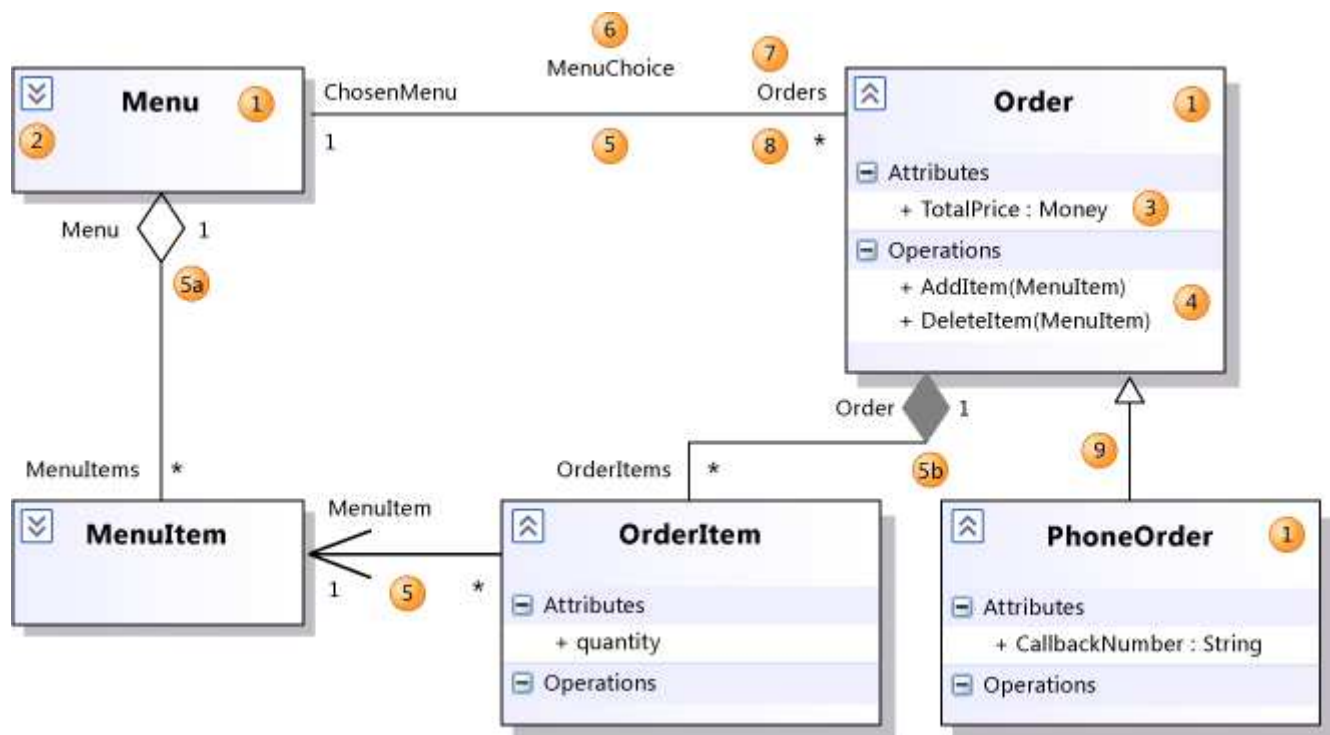 6
MenuChoice
7
Menu 1
2
ChosenMenu
Orders
1
5
8 *
Order 1
Attributes
+ TotalPrice : Money 3
Operations
+ AddItem(MenuItem)
+ DeleteItem(MenuItem)
4
Menu 1
5a
MenuItems *
Order 1
OrderItems *
5b
9
MenuItem
MenuItem
1 5 *
OrderItem
Attributes
+ quantity
Operations
PhoneOrder 1
Attributes
+ CallbackNumber : String
Operations